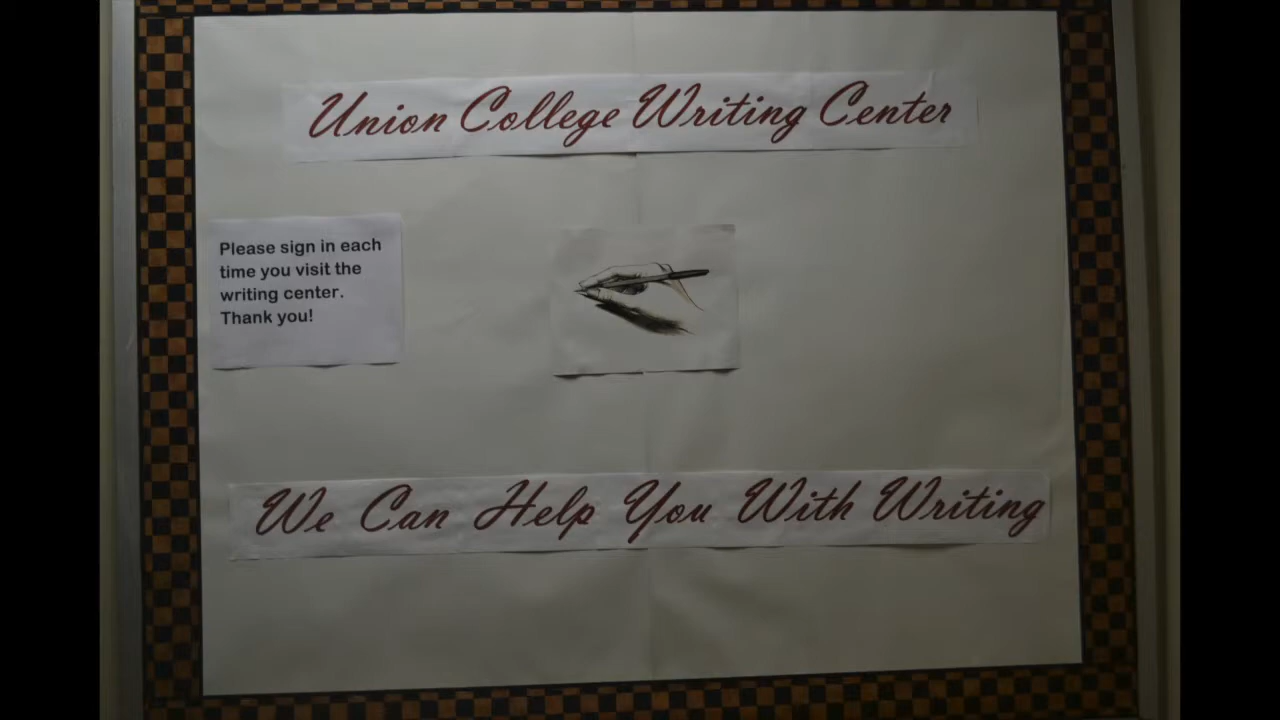 Union College Writing Center
Please sign in each
time you visit the
writing center.
Thank you!
We Can Help You With Writing